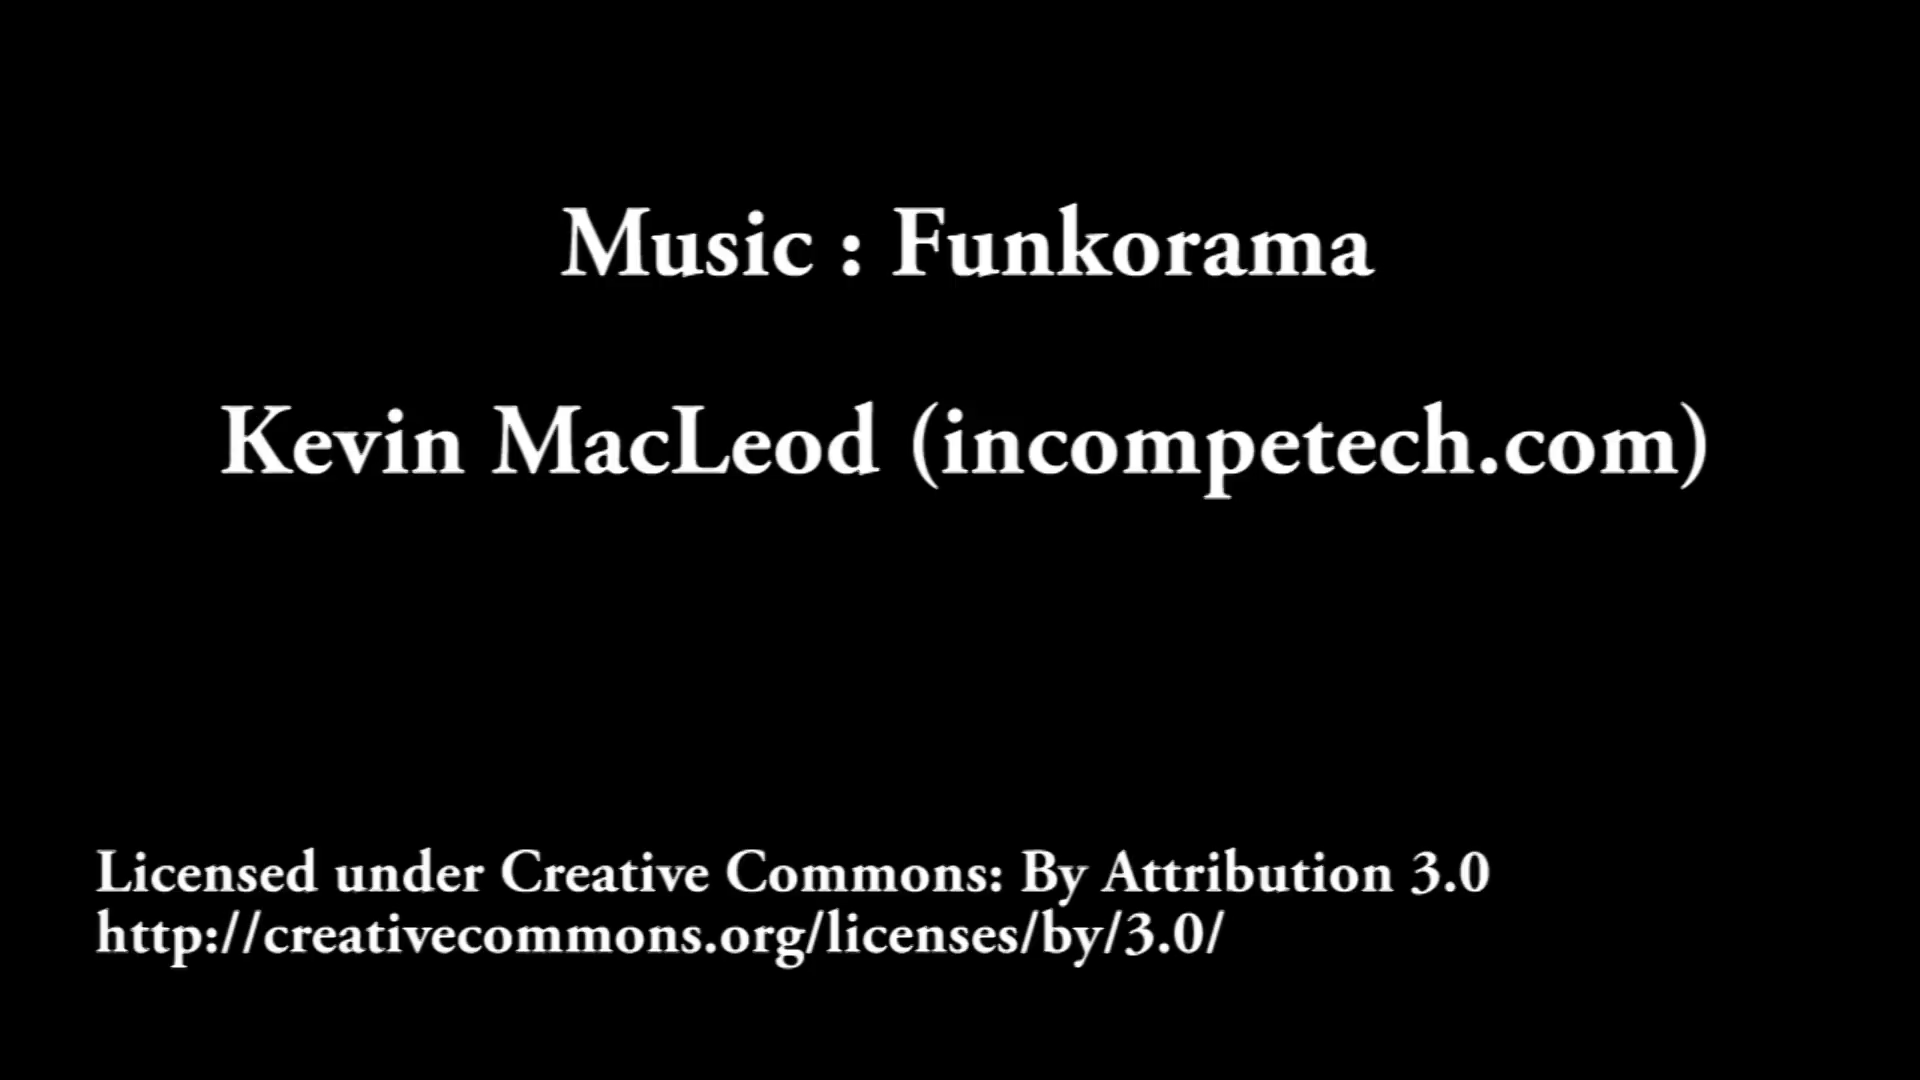 Music : Funkorama
Kevin MacLeod (incompetech.com)
Licensed under Creative Commons: By Attribution 3.0
http://creativecommons.org/licenses/by/3.0/